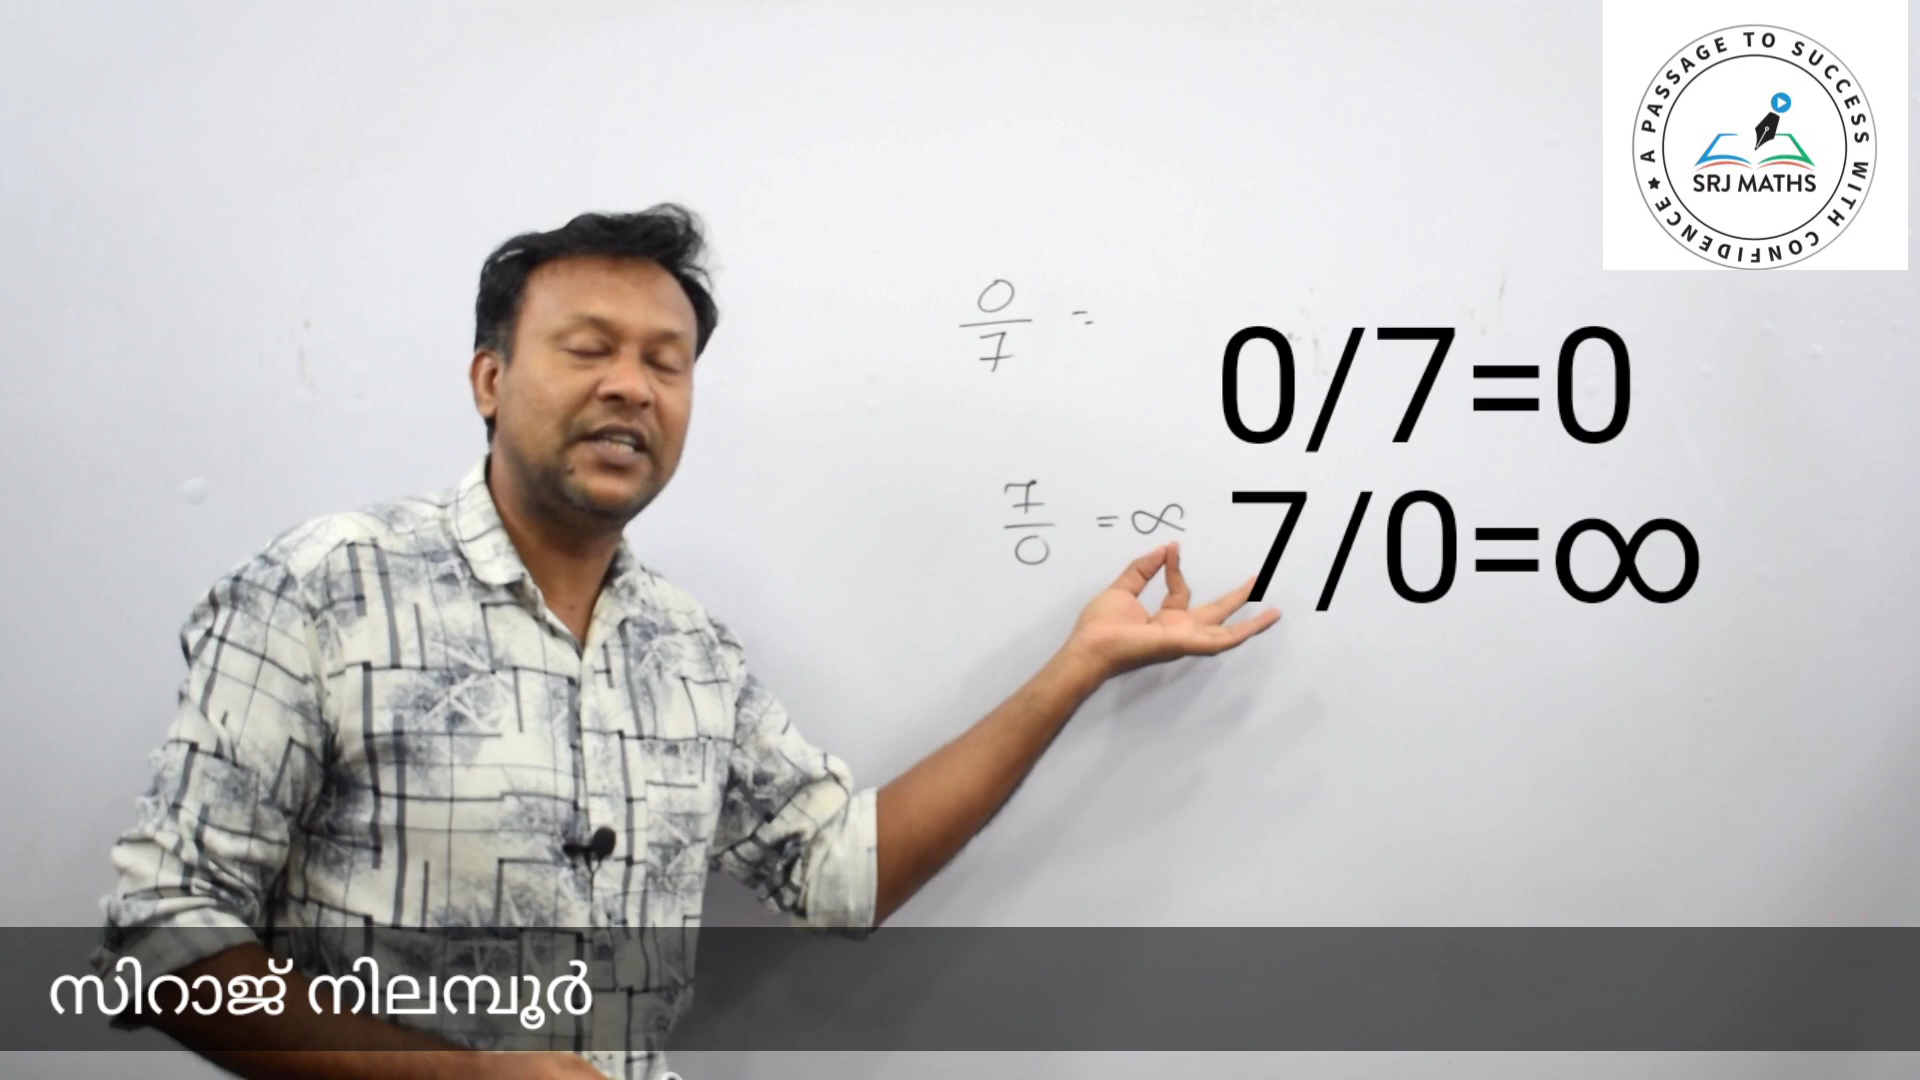 A PASSAGE TO SUCCESS WITH CONFIDENCE ★
SRJ MATHS
0/7 =
0/7=0
7/0 = ∞
7/0=∞
സിറാജ് നിലമ്പൂർ